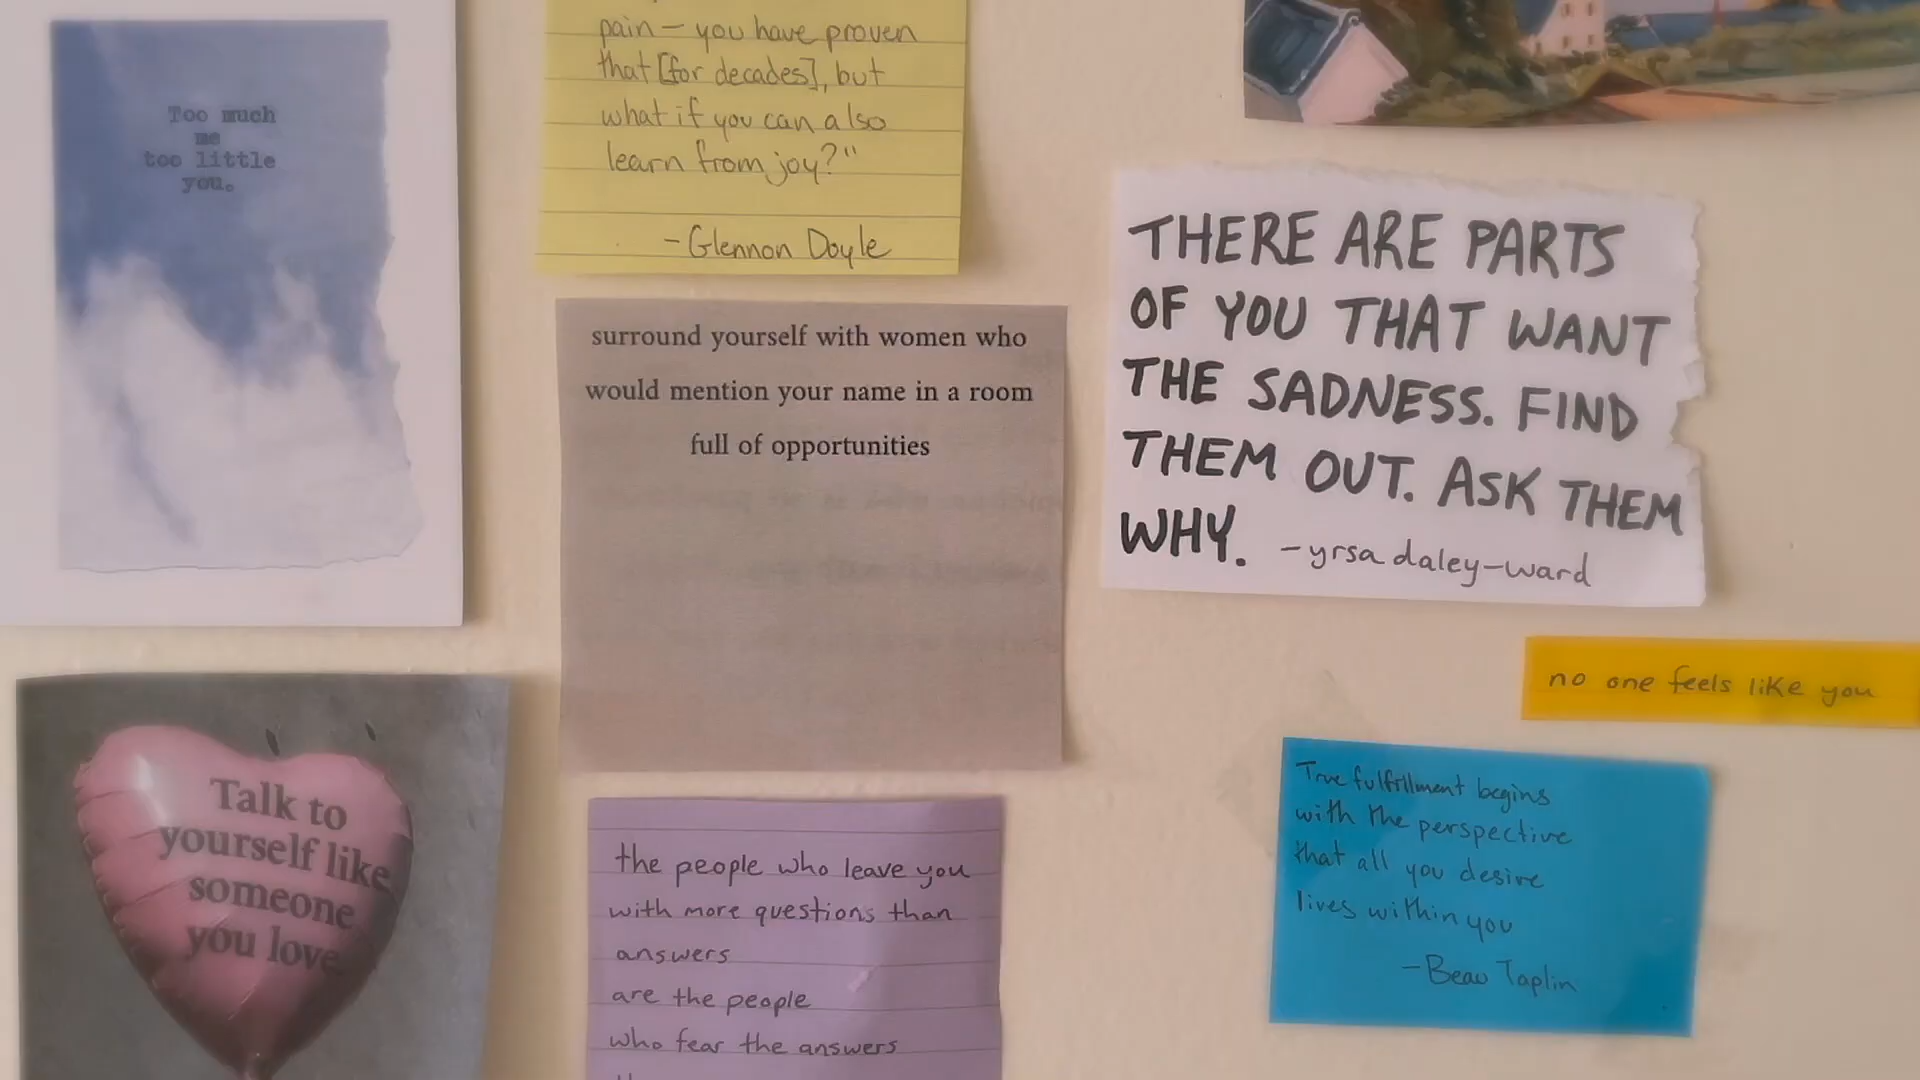 Too much
me
too little
you.
pain – you have proven
that [for decades], but
what if you can also
learn from joy?"
- Glennon Doyle
surround yourself with women who
would mention your name in a room
full of opportunities
THERE ARE PARTS
OF YOU THAT WANT
THE SADNESS. FIND
THEM OUT. ASK THEM
WHY. - yrsa daley-ward
no one feels like you
Talk to
yourself like
someone
you love.
the people who leave you
with more questions than
answers
are the people
who fear the answers
True fulfillment begins
with the perspective
that all you desire
lives within you
- Beau Taplin